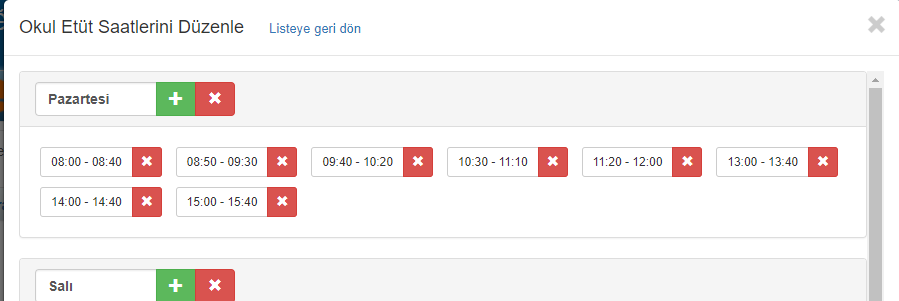 Okul Etüt Saatlerini Düzenle Listeye geri dön
Pazartesi
08:00 - 08:40 08:50 - 09:30 09:40 - 10:20 10:30 - 11:10 11:20 - 12:00 13:00 - 13:40
14:00 - 14:40 15:00 - 15:40
Salı